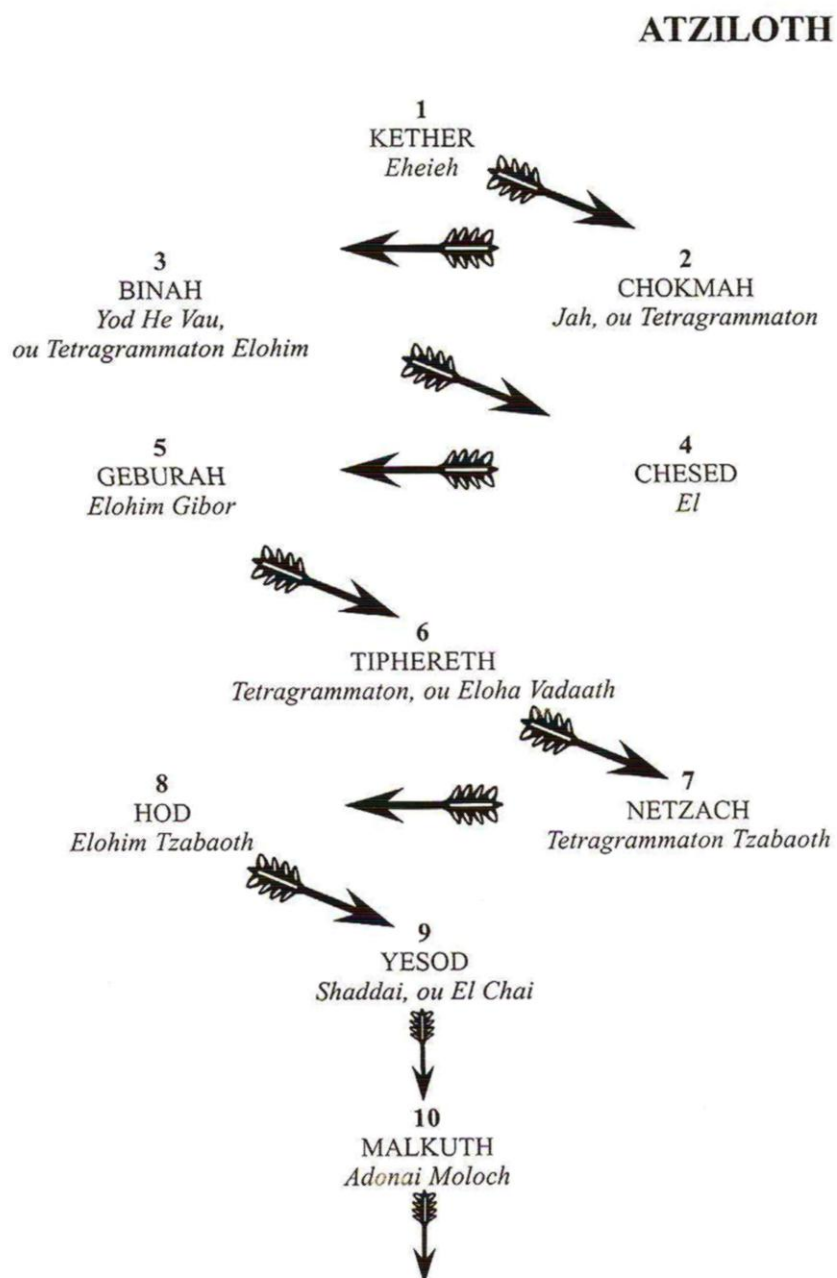 ATZILOTH
1
KETHER
Eheieh
3
BINAH
Yod He Vau,
ou Tetragrammaton Elohim
2
CHOKMAH
Jah, ou Tetragrammaton
5
GEBURAH
Elohim Gibor
4
CHESED
El
6
TIPHERETH
Tetragrammaton, ou Eloha Vadaath
8
HOD
Elohim Tzabaoth
7
NETZACH
Tetragrammaton Tzabaoth
9
YESOD
Shaddai, ou El Chai
10
MALKUTH
Adonai Moloch